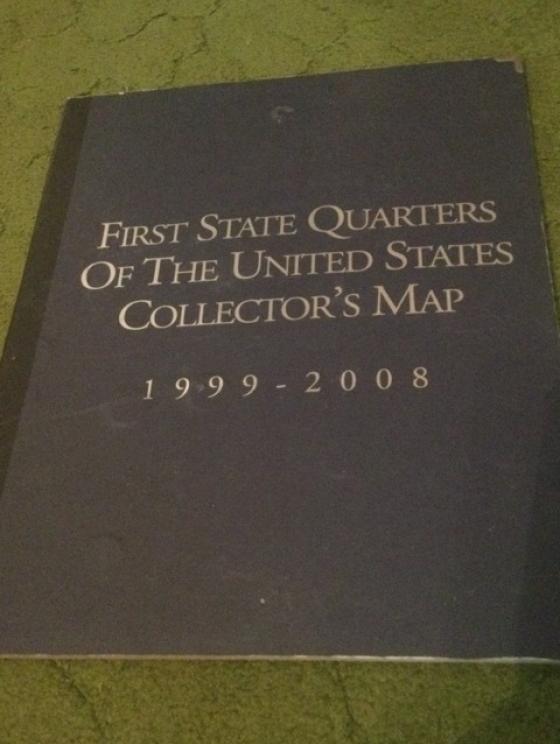 First State Quarters
Of The United States
Collector's Map
1999-2008